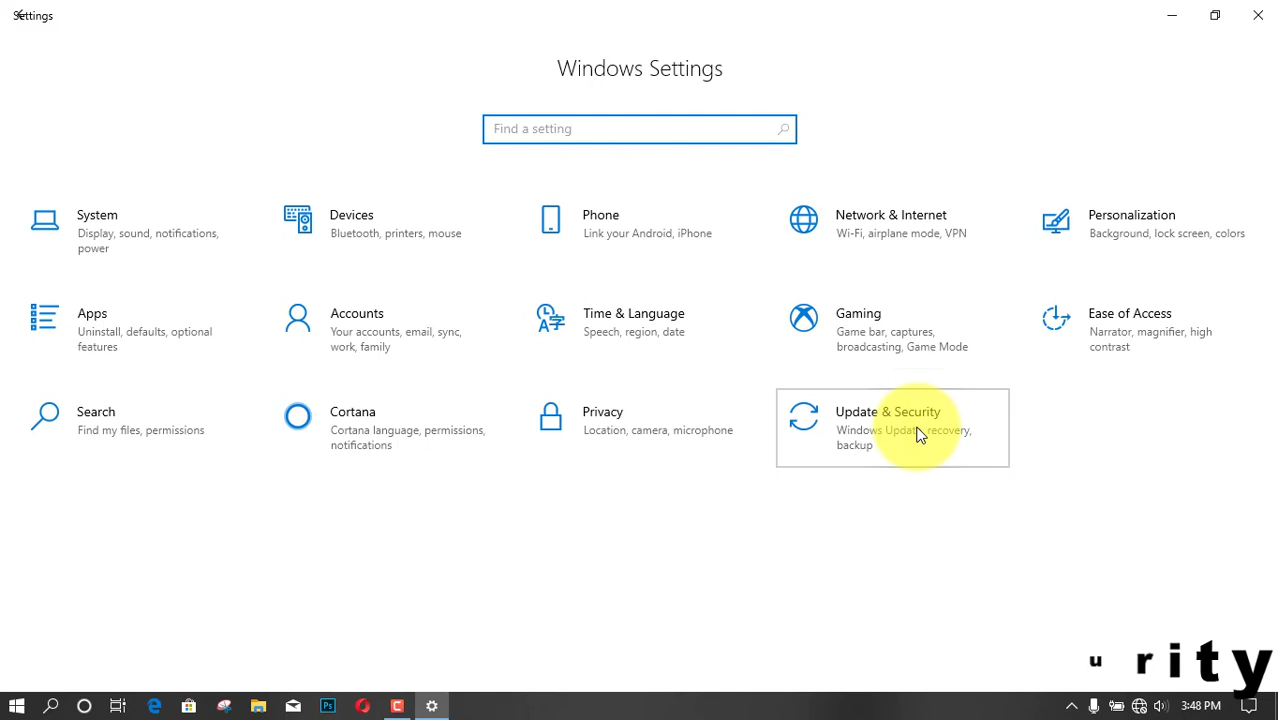 Settings
Windows Settings
Find a setting
System
Display, sound, notifications,
power
Devices
Bluetooth, printers, mouse
Phone
Link your Android, iPhone
Network & Internet
Wi-Fi, airplane mode, VPN
Personalization
Background, lock screen, colors
Apps
Uninstall, defaults, optional
features
Accounts
Your accounts, email, sync,
work, family
Time & Language
Speech, region, date
Gaming
Game bar, captures,
broadcasting, Game Mode
Ease of Access
Narrator, magnifier, high
contrast
Search
Find my files, permissions
Cortana
Cortana language, permissions,
notifications
Privacy
Location, camera, microphone
Update & Security
Windows Update, recovery,
backup
u rity
Ps
3:48 PM